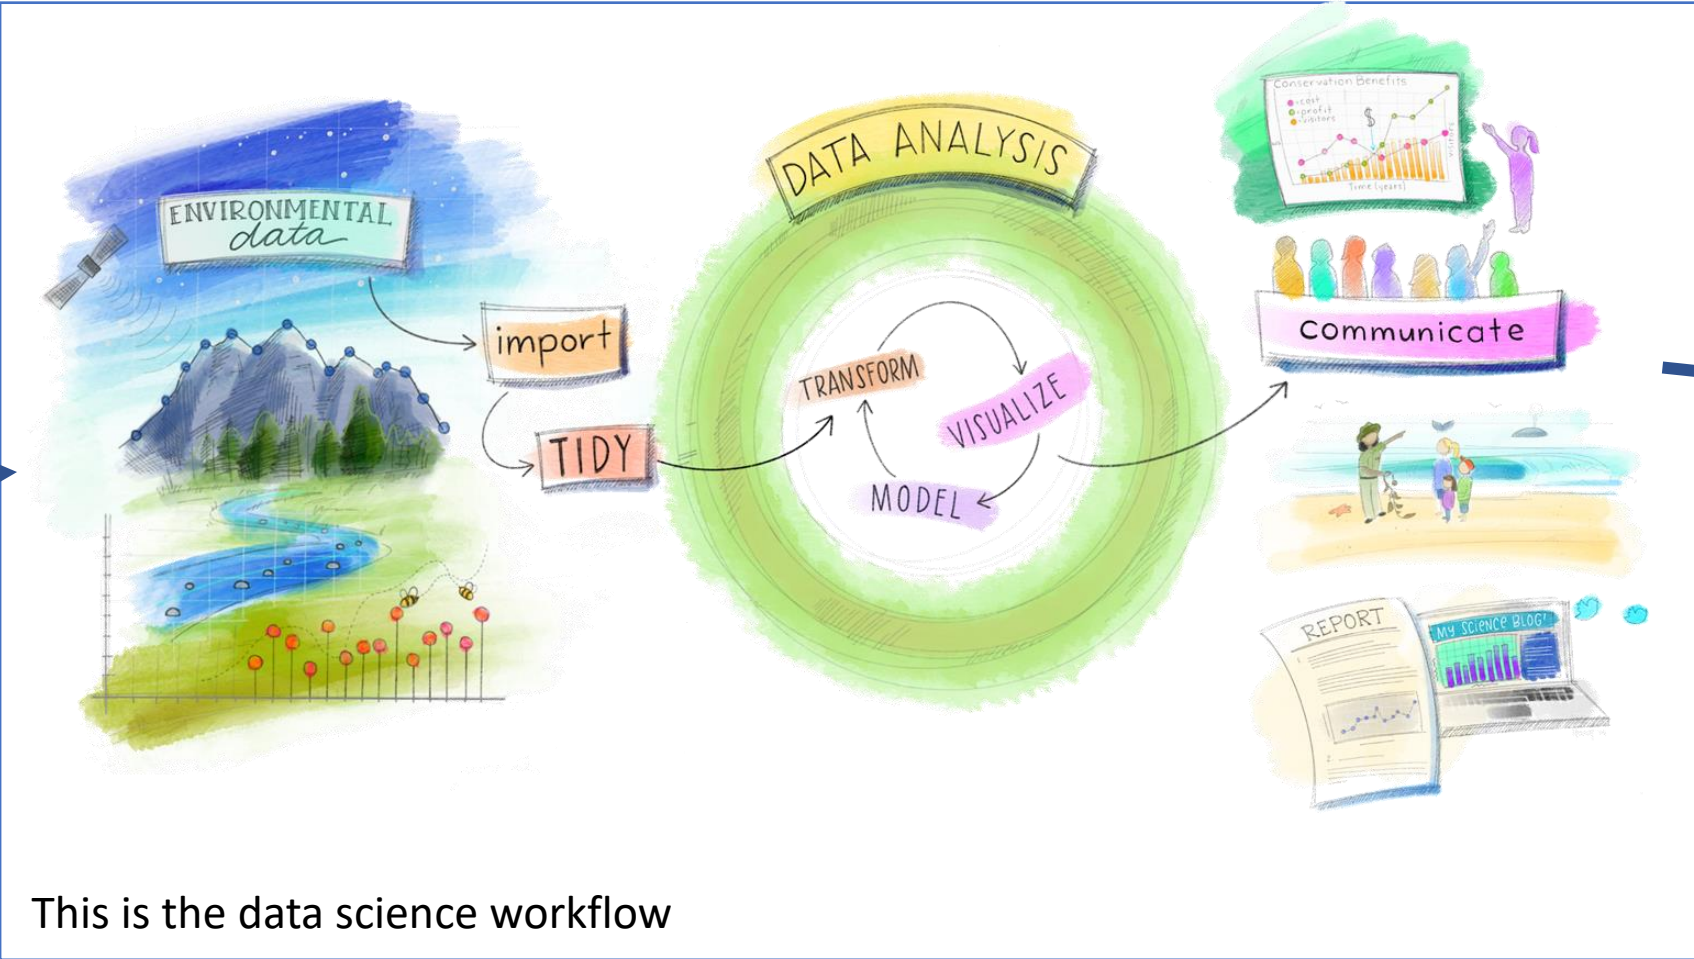 ENVIRONMENTAL
data
import
TIDY
DATA ANALYSIS
TRANSFORM
VISUALIZE
MODEL
Conservation Benefits
cost
profit
visitors
$
Time (years)
communicate
REPORT
MY SCIENCE BLOG!
This is the data science workflow